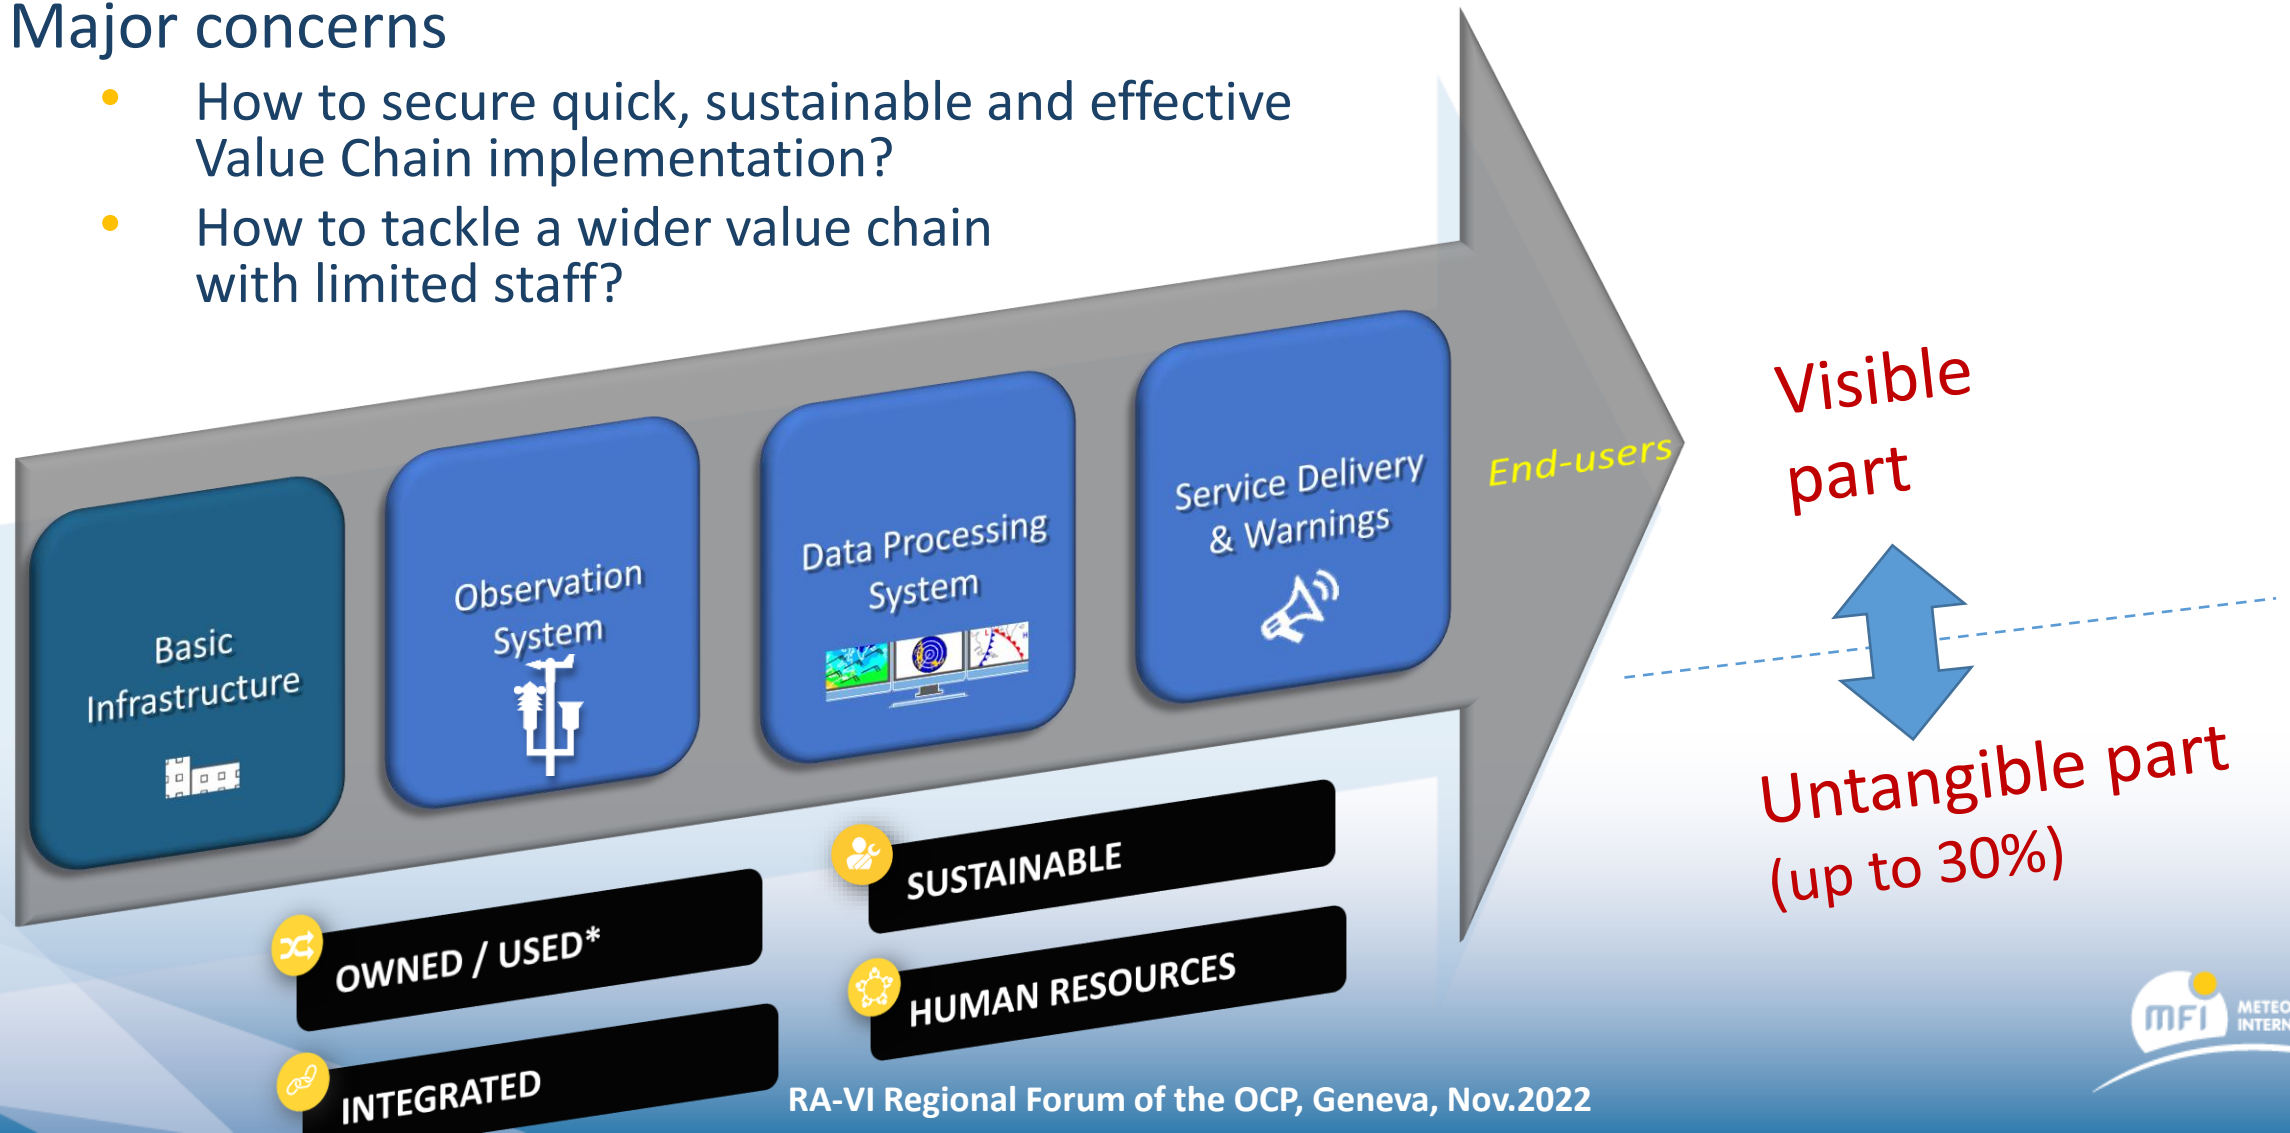 Major concerns
• How to secure quick, sustainable and effective
Value Chain implementation?
• How to tackle a wider value chain
with limited staff?
Basic
Infrastructure
Observation
System
Data Processing
System
Service Delivery
& Warnings
End-users
Visible
part
Untangible part
(up to 30%)
OWNED / USED*
INTEGRATED
SUSTAINABLE
HUMAN RESOURCES
RA-VI Regional Forum of the OCP, Geneva, Nov.2022
MFI